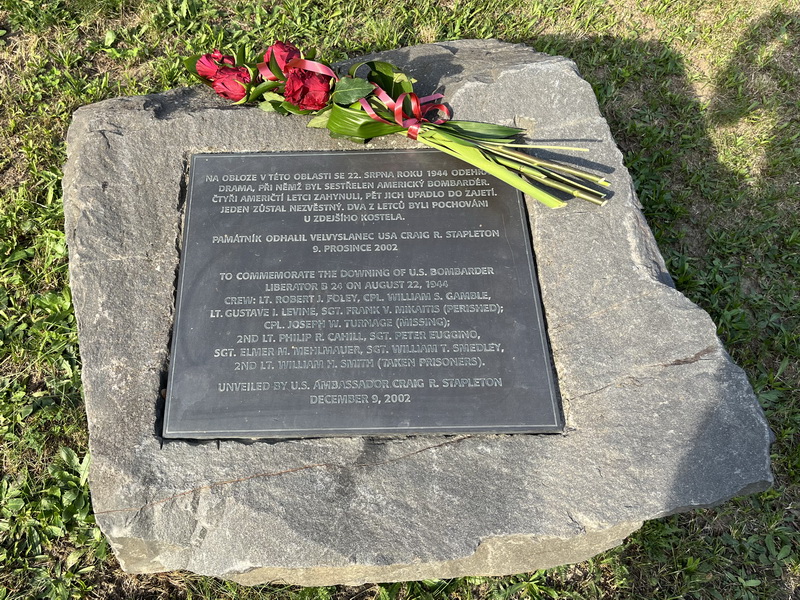 NA OBLOZE V TÉTO OBLASTI SE 22. SRPNA ROKU 1944 ODEHRÁLO
DRAMA, PŘI NĚMŽ BYL SESTŘELEN AMERICKÝ BOMBARDÉR.
ČTYŘI AMERIČTÍ LETCI ZAHYNULI, PĚT JICH UPADLO DO ZAJETÍ.
JEDEN ZŮSTAL NEZVĚSTNÝ. DVA Z LETCŮ BYLI POCHOVÁNI
U ZDEJŠÍHO KOSTELA.
PAMÁTNÍK ODHALIL VELVYSLANEC USA CRAIG R. STAPLETON
9. PROSINCE 2002
TO COMMEMORATE THE DOWNING OF U.S. BOMBARDER
LIBERATOR B 24 ON AUGUST 22, 1944
CREW: LT. ROBERT J. FOLEY, CPL. WILLIAM S. GAMBLE,
LT. GUSTAVE I. LEVINE, SGT. FRANK V. MIKAITIS (PERISHED);
CPL. JOSEPH W. TURNAGE (MISSING);
2ND LT. PHILIP R. CAHILL, SGT. PETER EUGGINO,
SGT. ELMER M. MEHLMAUER, SGT. WILLIAM T. SMEDLEY,
2ND LT. WILLIAM H. SMITH (TAKEN PRISONERS).
UNVEILED BY U.S. AMBASSADOR CRAIG R. STAPLETON
DECEMBER 9, 2002